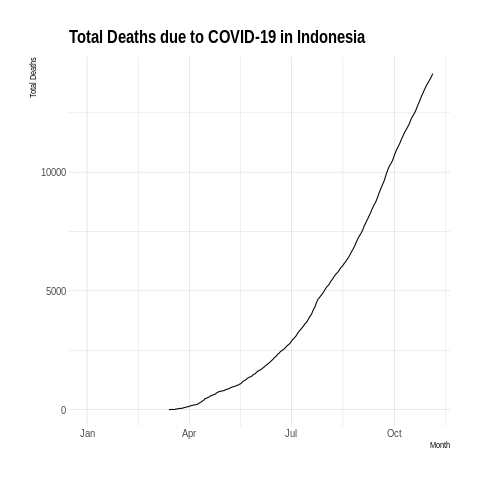 Total Deaths due to COVID-19 in Indonesia
Total Deaths
10000
5000
0
Jan Apr Jul Oct
Month